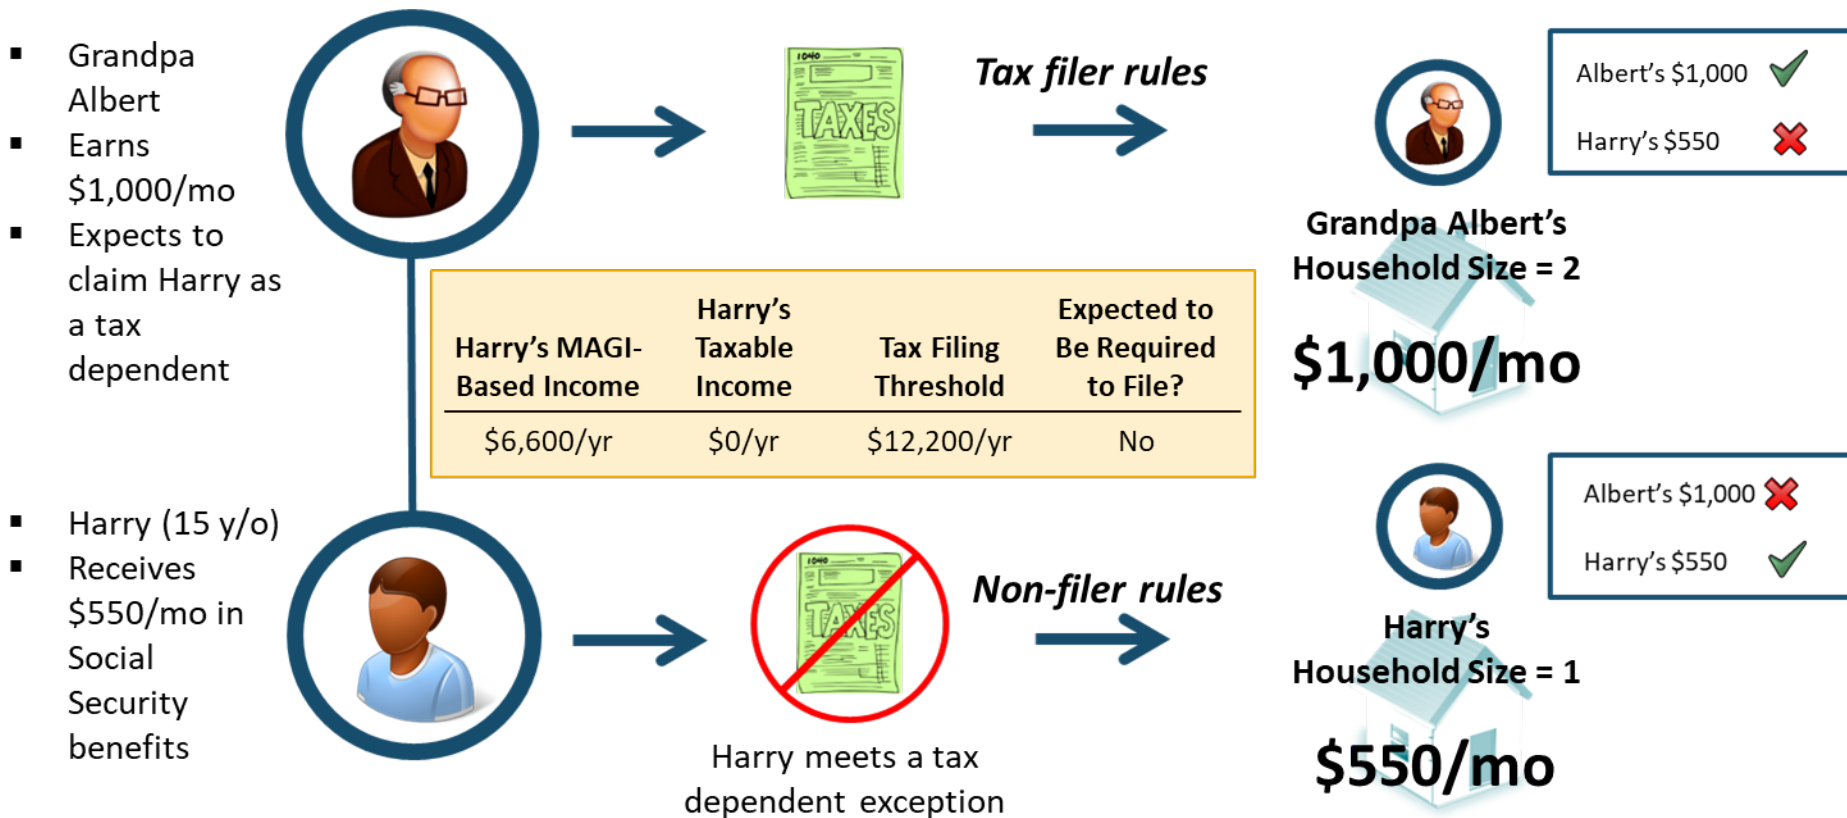 ▪ Grandpa
Albert
▪ Earns
$1,000/mo
▪ Expects to
claim Harry as
a tax
dependent
1040
TAXES
Tax filer rules
Albert's $1,000
Harry's $550
Grandpa Albert's
Household Size = 2
$1,000/mo
Harry's MAGI-
Based Income
Harry's
Taxable
Income
Tax Filing
Threshold
Expected to
Be Required
to File?
$6,600/yr $0/yr $12,200/yr No
▪ Harry (15 y/o)
▪ Receives
$550/mo in
Social
Security
benefits
1040
TAXES
Harry meets a tax
dependent exception
Non-filer rules
Albert's $1,000
Harry's $550
Harry's
Household Size = 1
$550/mo